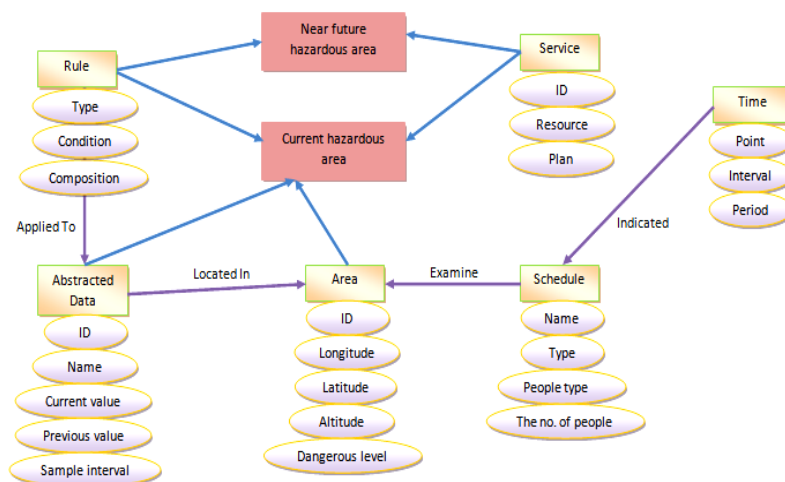 Near future
hazardous area
Rule
Type
Condition
Composition
Current hazardous
area
Service
ID
Resource
Plan
Time
Point
Interval
Period
Applied To
Indicated
Located In
Examine
Abstracted
Data
ID
Name
Current value
Previous value
Sample interval
Area
ID
Longitude
Latitude
Altitude
Dangerous level
Schedule
Name
Type
People type
The no. of people